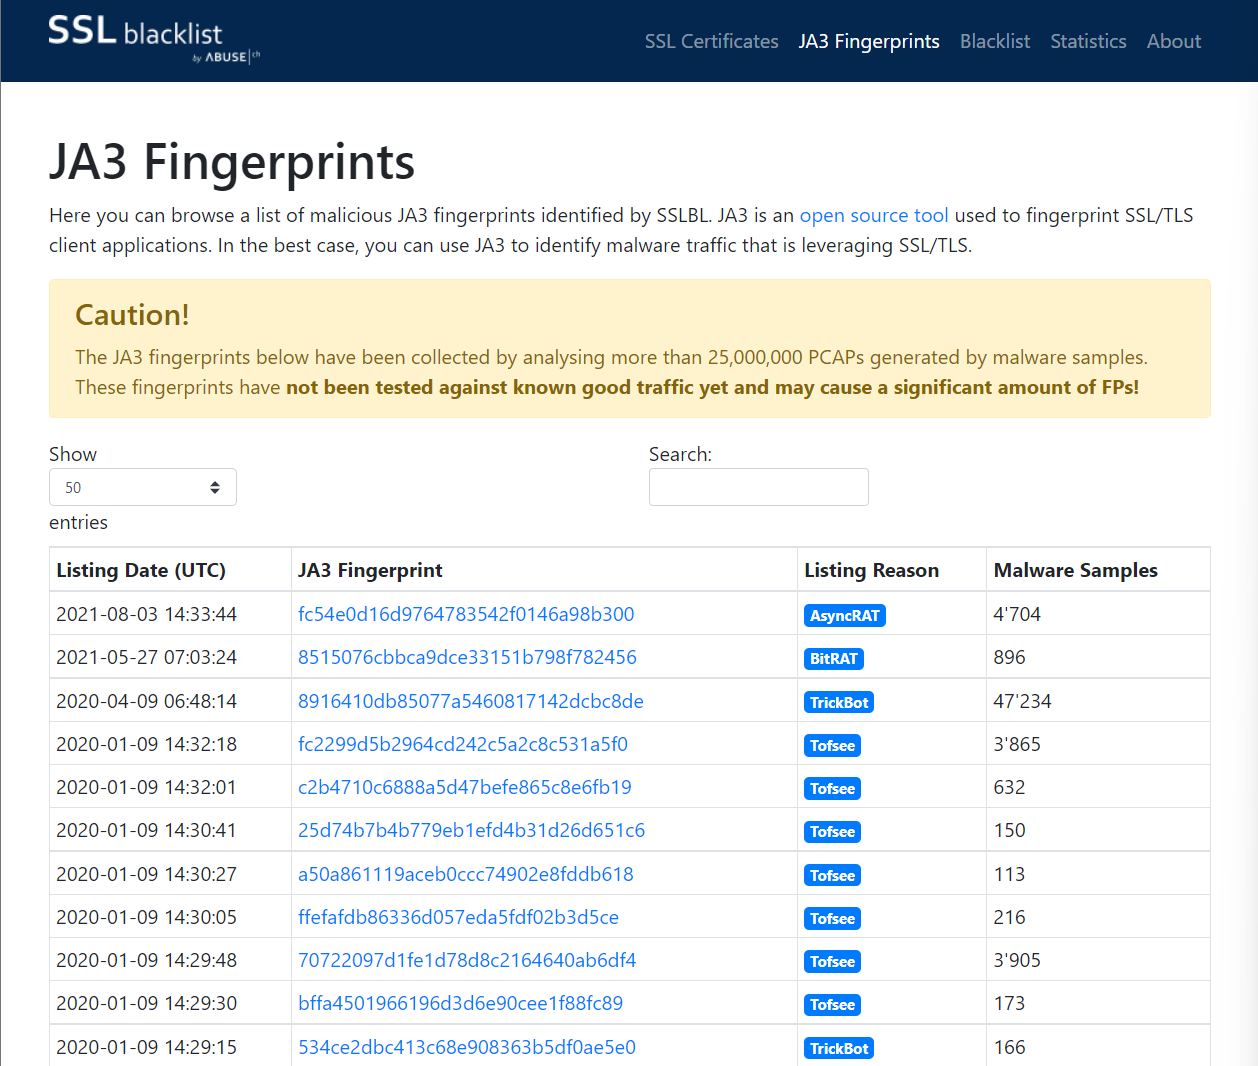 SSL blacklist
by ABUSE|ch
SSL Certificates JA3 Fingerprints Blacklist Statistics About
JA3 Fingerprints
Here you can browse a list of malicious JA3 fingerprints identified by SSLBL. JA3 is an open source tool used to fingerprint SSL/TLS
client applications. In the best case, you can use JA3 to identify malware traffic that is leveraging SSL/TLS.
Caution!
The JA3 fingerprints below have been collected by analysing more than 25,000,000 PCAPs generated by malware samples.
These fingerprints have not been tested against known good traffic yet and may cause a significant amount of FPs!
Show Search:
50
entries
Listing Date (UTC) JA3 Fingerprint Listing Reason Malware Samples
2021-08-03 14:33:44 fc54e0d16d9764783542f0146a98b300 AsyncRAT 4'704
2021-05-27 07:03:24 8515076cbbca9dce33151b798f782456 BitRAT 896
2020-04-09 06:48:14 8916410db85077a5460817142dcbc8de TrickBot 47'234
2020-01-09 14:32:18 fc2299d5b2964cd242c5a2c8c531a5f0 Tofsee 3'865
2020-01-09 14:32:01 c2b4710c6888a5d47befe865c8e6fb19 Tofsee 632
2020-01-09 14:30:41 25d74b7b4b779eb1efd4b31d26d651c6 Tofsee 150
2020-01-09 14:30:27 a50a861119aceb0ccc74902e8fddb618 Tofsee 113
2020-01-09 14:30:05 ffefafdb86336d057eda5fdf02b3d5ce Tofsee 216
2020-01-09 14:29:48 70722097d1fe1d78d8c2164640ab6df4 Tofsee 3'905
2020-01-09 14:29:30 bffa4501966196d3d6e90cee1f88fc89 Tofsee 173
2020-01-09 14:29:15 534ce2dbc413c68e908363b5df0ae5e0 TrickBot 166